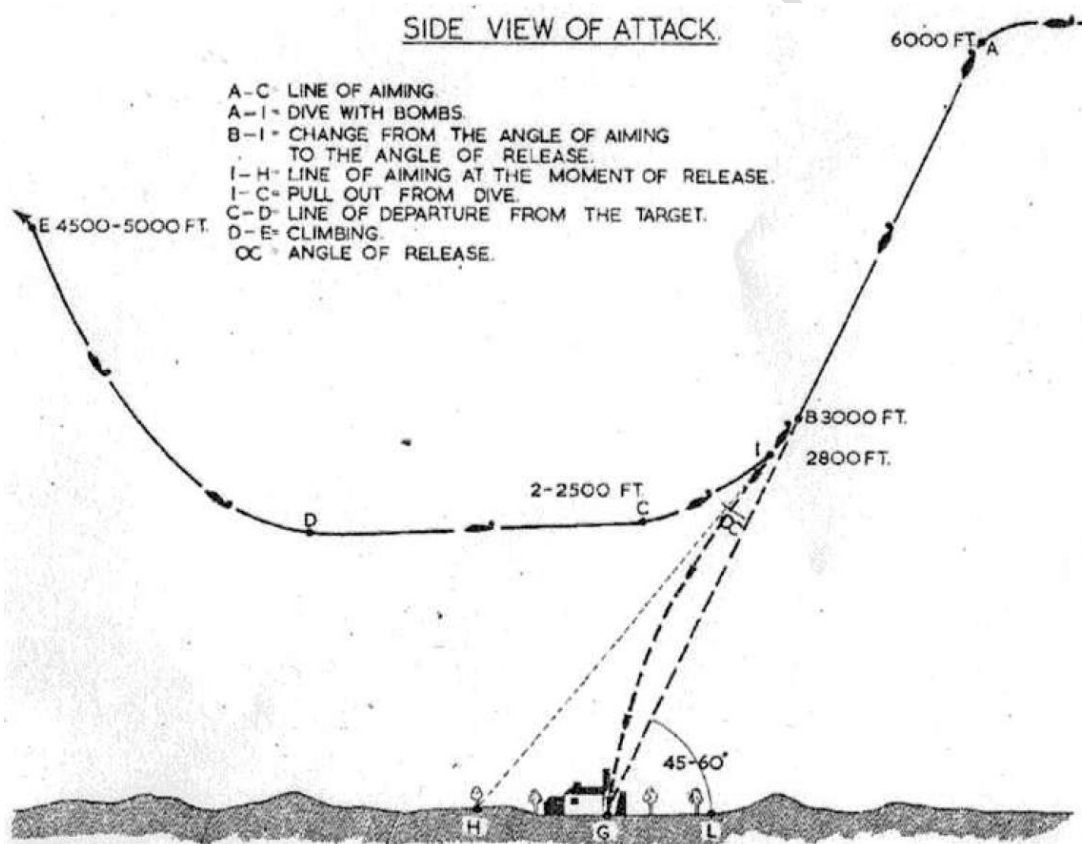 SIDE VIEW OF ATTACK.
6000 FT.
A
A-C- LINE OF AIMING.
A-I= DIVE WITH BOMBS.
B-I= CHANGE FROM THE ANGLE OF AIMING
TO THE ANGLE OF RELEASE.
I-H= LINE OF AIMING AT THE MOMENT OF RELEASE.
I-C= PULL OUT FROM DIVE.
C-D= LINE OF DEPARTURE FROM THE TARGET.
D-E= CLIMBING.
∝ = ANGLE OF RELEASE.
E 4500-5000 FT.
B 3000 FT.
I
2800 FT.
2-2500 FT.
C
D
∝
45-60°
H
G
L